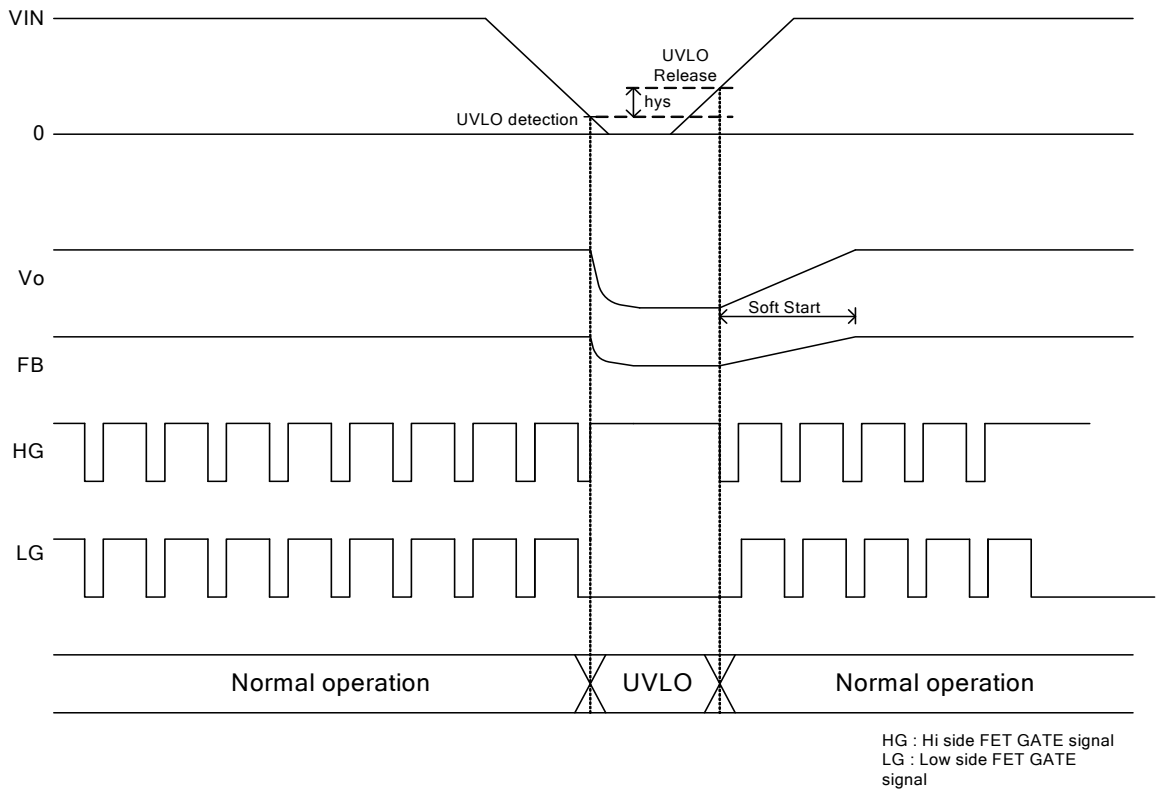 VIN
UVLO
Release
hys
UVLO detection
0
Vo
Soft Start
FB
HG
LG
Normal operation
UVLO
Normal operation
HG : Hi side FET GATE signal
LG : Low side FET GATE
signal